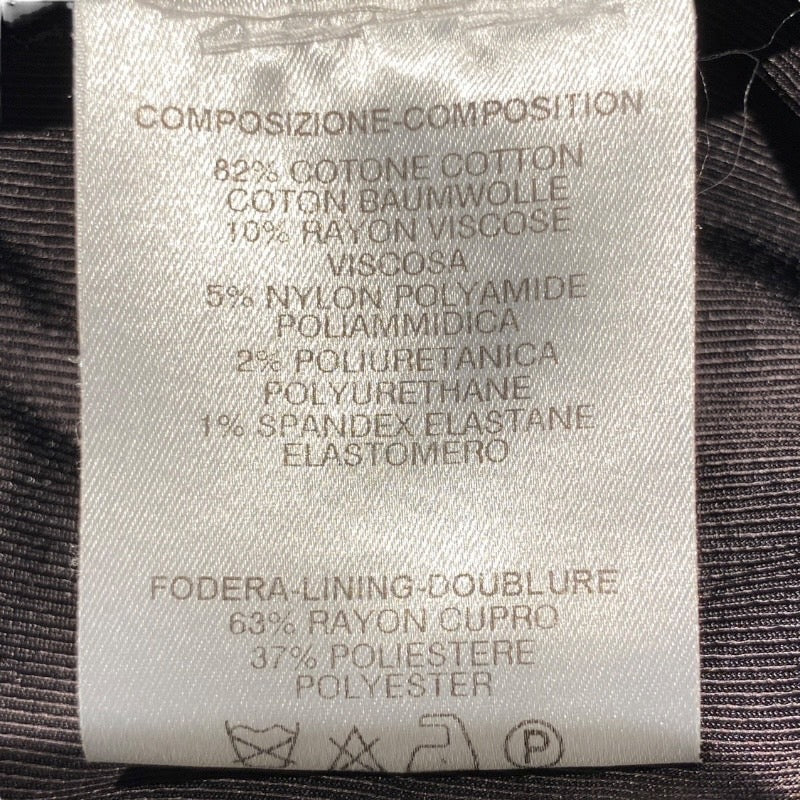 COMPOSIZIONE-COMPOSITION
82% COTONE COTTON
COTON BAUMWOLLE
10% RAYON VISCOSE
VISCOSA
5% NYLON POLYAMIDE
POLIAMMIDICA
2% POLIURETANICA
POLYURETHANE
1% SPANDEX ELASTANE
ELASTOMERO
FODERA-LINING-DOUBLURE
63% RAYON CUPRO
37% POLIESTERE
POLYESTER
P